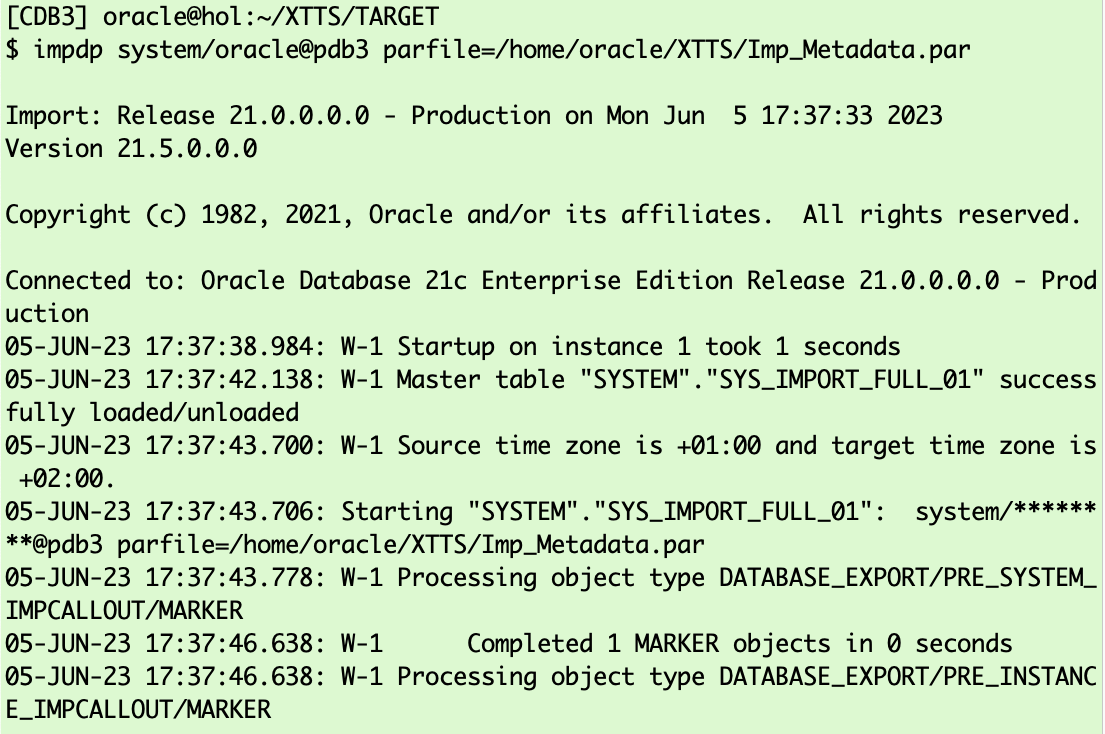 [CDB3] oracle@hol:~/XTTS/TARGET
$ impdp system/oracle@pdb3 parfile=/home/oracle/XTTS/Imp_Metadata.par

Import: Release 21.0.0.0.0 - Production on Mon Jun  5 17:37:33 2023
Version 21.5.0.0.0

Copyright (c) 1982, 2021, Oracle and/or its affiliates.  All rights reserved.

Connected to: Oracle Database 21c Enterprise Edition Release 21.0.0.0.0 - Prod
uction
05-JUN-23 17:37:38.984: W-1 Startup on instance 1 took 1 seconds
05-JUN-23 17:37:42.138: W-1 Master table "SYSTEM"."SYS_IMPORT_FULL_01" success
fully loaded/unloaded
05-JUN-23 17:37:43.700: W-1 Source time zone is +01:00 and target time zone is
 +02:00.
05-JUN-23 17:37:43.706: Starting "SYSTEM"."SYS_IMPORT_FULL_01":  system/******
**@pdb3 parfile=/home/oracle/XTTS/Imp_Metadata.par
05-JUN-23 17:37:43.778: W-1 Processing object type DATABASE_EXPORT/PRE_SYSTEM_
IMPCALLOUT/MARKER
05-JUN-23 17:37:46.638: W-1      Completed 1 MARKER objects in 0 seconds
05-JUN-23 17:37:46.638: W-1 Processing object type DATABASE_EXPORT/PRE_INSTANC
E_IMPCALLOUT/MARKER